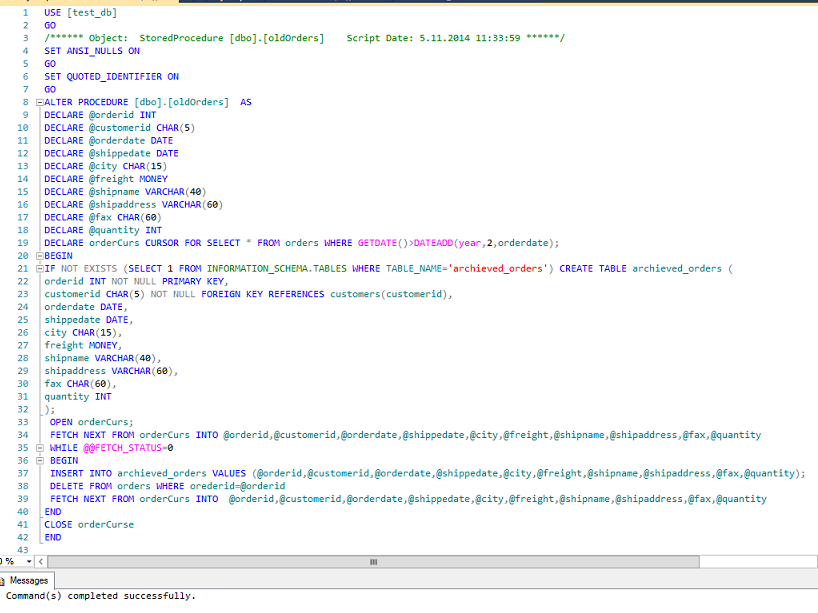 1 USE [test_db]
2 GO
3 /****** Object:  StoredProcedure [dbo].[oldOrders]    Script Date: 5.11.2014 11:33:59 ******/
4 SET ANSI_NULLS ON
5 GO
6 SET QUOTED_IDENTIFIER ON
7 GO
8 ALTER PROCEDURE [dbo].[oldOrders]  AS
9 DECLARE @orderid INT
10 DECLARE @customerid CHAR(5)
11 DECLARE @orderdate DATE
12 DECLARE @shippedate DATE
13 DECLARE @city CHAR(15)
14 DECLARE @freight MONEY
15 DECLARE @shipname VARCHAR(40)
16 DECLARE @shipaddress VARCHAR(60)
17 DECLARE @fax CHAR(60)
18 DECLARE @quantity INT
19 DECLARE orderCurs CURSOR FOR SELECT * FROM orders WHERE GETDATE()>DATEADD(year,2,orderdate);
20 BEGIN
21 IF NOT EXISTS (SELECT 1 FROM INFORMATION_SCHEMA.TABLES WHERE TABLE_NAME='archieved_orders') CREATE TABLE archieved_orders (
22 orderid INT NOT NULL PRIMARY KEY,
23 customerid CHAR(5) NOT NULL FOREIGN KEY REFERENCES customers(customerid),
24 orderdate DATE,
25 shippedate DATE,
26 city CHAR(15),
27 freight MONEY,
28 shipname VARCHAR(40),
29 shipaddress VARCHAR(60),
30 fax CHAR(60),
31 quantity INT
32 );
33 OPEN orderCurs;
34 FETCH NEXT FROM orderCurs INTO @orderid,@customerid,@orderdate,@shippedate,@city,@freight,@shipname,@shipaddress,@fax,@quantity
35 WHILE @@FETCH_STATUS=0
36 BEGIN
37 INSERT INTO archieved_orders VALUES (@orderid,@customerid,@orderdate,@shippedate,@city,@freight,@shipname,@shipaddress,@fax,@quantity);
38 DELETE FROM orders WHERE orederid=@orderid
39 FETCH NEXT FROM orderCurs INTO  @orderid,@customerid,@orderdate,@shippedate,@city,@freight,@shipname,@shipaddress,@fax,@quantity
40 END
41 CLOSE orderCurse
42 END
43
0 %
Messages
Command(s) completed successfully.